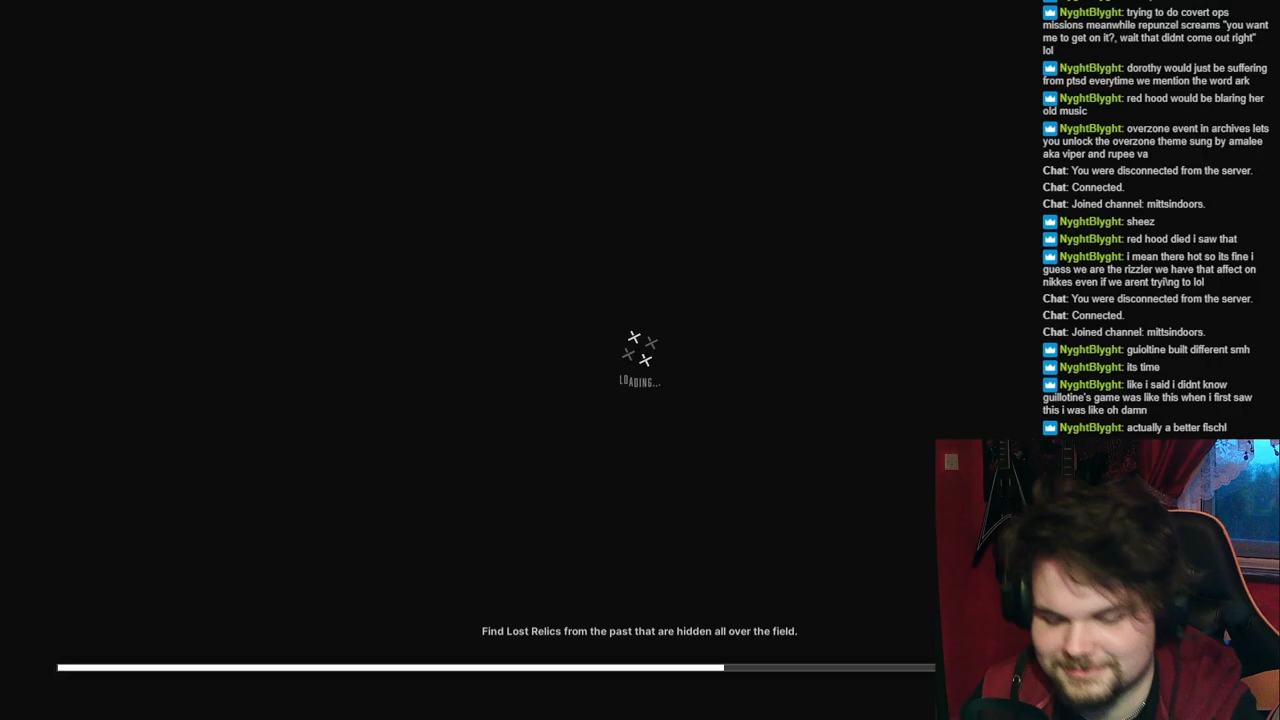 NyghtBlyght: trying to do covert ops
missions meanwhile repunzel screams "you want
me to get on it?, wait that didnt come out right"
lol
NyghtBlyght: dorothy would just be suffering
from ptsd everytime we mention the word ark
NyghtBlyght: red hood would be blaring her
old music
NyghtBlyght: overzone event in archives lets
you unlock the overzone theme sung by amalee
aka viper and rupee va
Chat: You were disconnected from the server.
Chat: Connected.
Chat: Joined channel: mittsindoors.
NyghtBlyght: sheez
NyghtBlyght: red hood died i saw that
NyghtBlyght: i mean there hot so its fine i
guess we are the rizzler we have that affect on
nikkes even if we arent tryi\ng to lol
Chat: You were disconnected from the server.
Chat: Connected.
Chat: Joined channel: mittsindoors.
NyghtBlyght: guioltine built different smh
NyghtBlyght: its time
NyghtBlyght: like i said i didnt know
guillotine's game was like this when i first saw
this i was like oh damn
NyghtBlyght: actually a better fischl
LOADING...
Find Lost Relics from the past that are hidden all over the field.